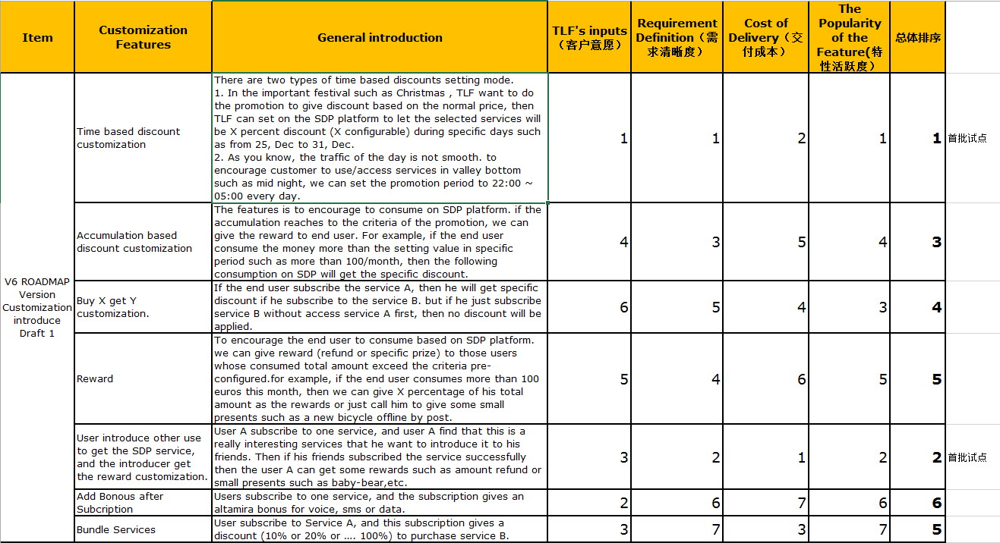 Item
Customization
Features
General introduction
TLF's inputs
（客户意愿）
Requirement
Definition（需
求清晰度）
Cost of
Delivery（交
付成本）
The
Popularity
of the
Feature(特
性活跃度）
总体排序
V6 ROADMAP
Version
Customization
introduce
Draft 1
Time based discount
customization
There are two types of time based discounts setting mode.
1. In the important festival such as Christmas , TLF want to do
the promotion to give discount based on the normal price, then
TLF can set on the SDP platform to let the selected services will
be X percent discount (X configurable) during specific days such
as from 25, Dec to 31, Dec.
2. As you know, the traffic of the day is not smooth. to
encourage customer to use/access services in valley bottom
such as mid night, we can set the promotion period to 22:00 ~
05:00 every day.
1
1
2
1
1
首批试点
Accumulation based
discount customization
The features is to encourage to consume on SDP platform. if the
accumulation reaches to the criteria of the promotion, we can
give the reward to end user. For example, if the end user
consume the money more than the setting value in specific
period such as more than 100/month, then the following
consumption on SDP will get the specific discount.
4
3
5
4
3
Buy X get Y
customization.
If the end user subscribe the service A, then he will get specific
discount if he subscribe to the service B. but if he just subscribe
service B without access service A first, then no discount will be
applied.
6
5
4
3
4
Reward
To encourage the end user to consume based on SDP platform.
we can give reward (refund or specific prize) to those users
whose consumed total amount exceed the criteria pre-
configured.for example, if the end user consumes more than 100
euros this month, then we can give X percentage of his total
amount as the rewards or just call him to give some small
presents such as a new bicycle offline by post.
5
4
6
5
5
User introduce other use
to get the SDP service,
and the introducer get
the reward customization.
User A subscribe to one service, and user A find that this is a
really interesting services that he want to introduce it to his
friends. Then if his friends subscribed the service successfully
then the user A can get some rewards such as amount refund or
small presents such as baby-bear,etc.
3
2
1
2
2
首批试点
Add Bonous after
Subcription
Users subscribe to one service, and the subscription gives an
altamira bonus for voice, sms or data.
2
6
7
6
6
Bundle Services
User subscribe to Service A, and this subscription gives a
discount (10% or 20% or …. 100%) to purchase service B.
3
7
3
7
5